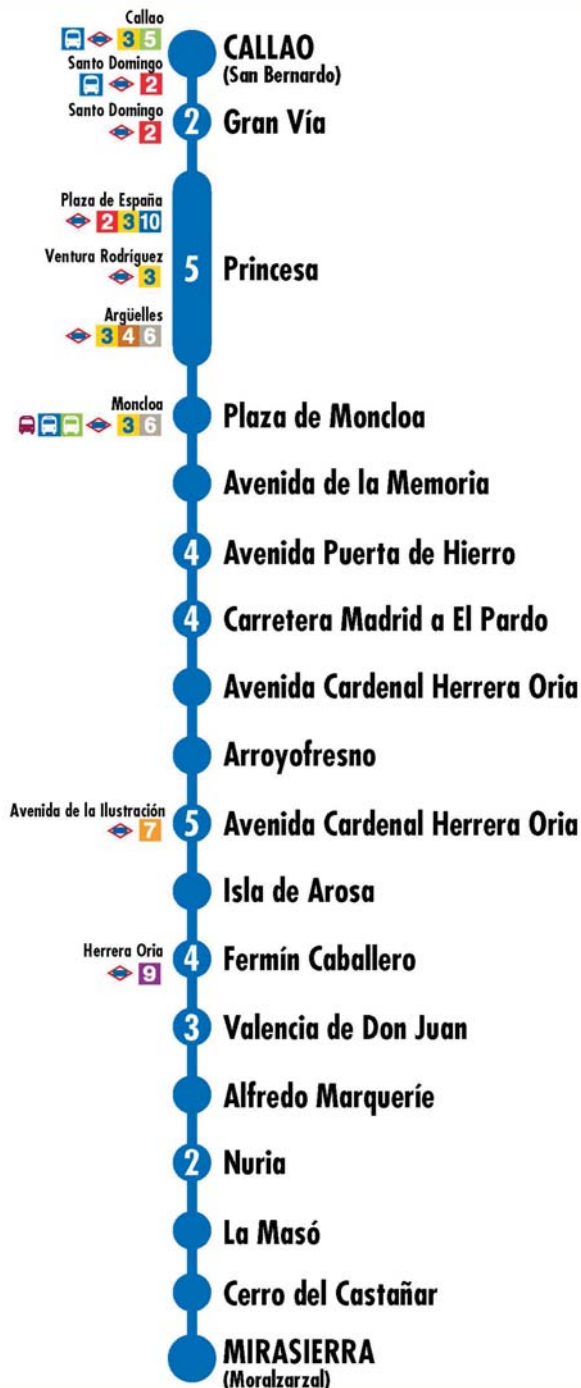 Callao
3 5
CALLAO
(San Bernardo)
Santo Domingo
2
Santo Domingo
2
2 Gran Vía
Plaza de España
2 3 10
Ventura Rodríguez
3
5 Princesa
Argüelles
3 4 6
Moncloa
3 6
Plaza de Moncloa
Avenida de la Memoria
4 Avenida Puerta de Hierro
4 Carretera Madrid a El Pardo
Avenida Cardenal Herrera Oria
Arroyofresno
Avenida de la Ilustración
7
5 Avenida Cardenal Herrera Oria
Isla de Arosa
Herrera Oria
9
4 Fermín Caballero
3 Valencia de Don Juan
Alfredo Marqueríe
2 Nuria
La Masó
Cerro del Castañar
MIRASIERRA
(Moralzarzal)